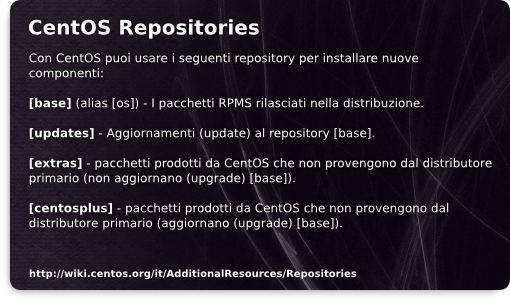 CentOS Repositories
Con CentOS puoi usare i seguenti repository per installare nuove
componenti:
[base] (alias [os]) - I pacchetti RPMS rilasciati nella distribuzione.
[updates] - Aggiornamenti (update) al repository [base].
[extras] - pacchetti prodotti da CentOS che non provengono dal distributore
primario (non aggiornano (upgrade) [base]).
[centosplus] - pacchetti prodotti da CentOS che non provengono dal
distributore primario (aggiornano (upgrade) [base]).
http://wiki.centos.org/it/AdditionalResources/Repositories